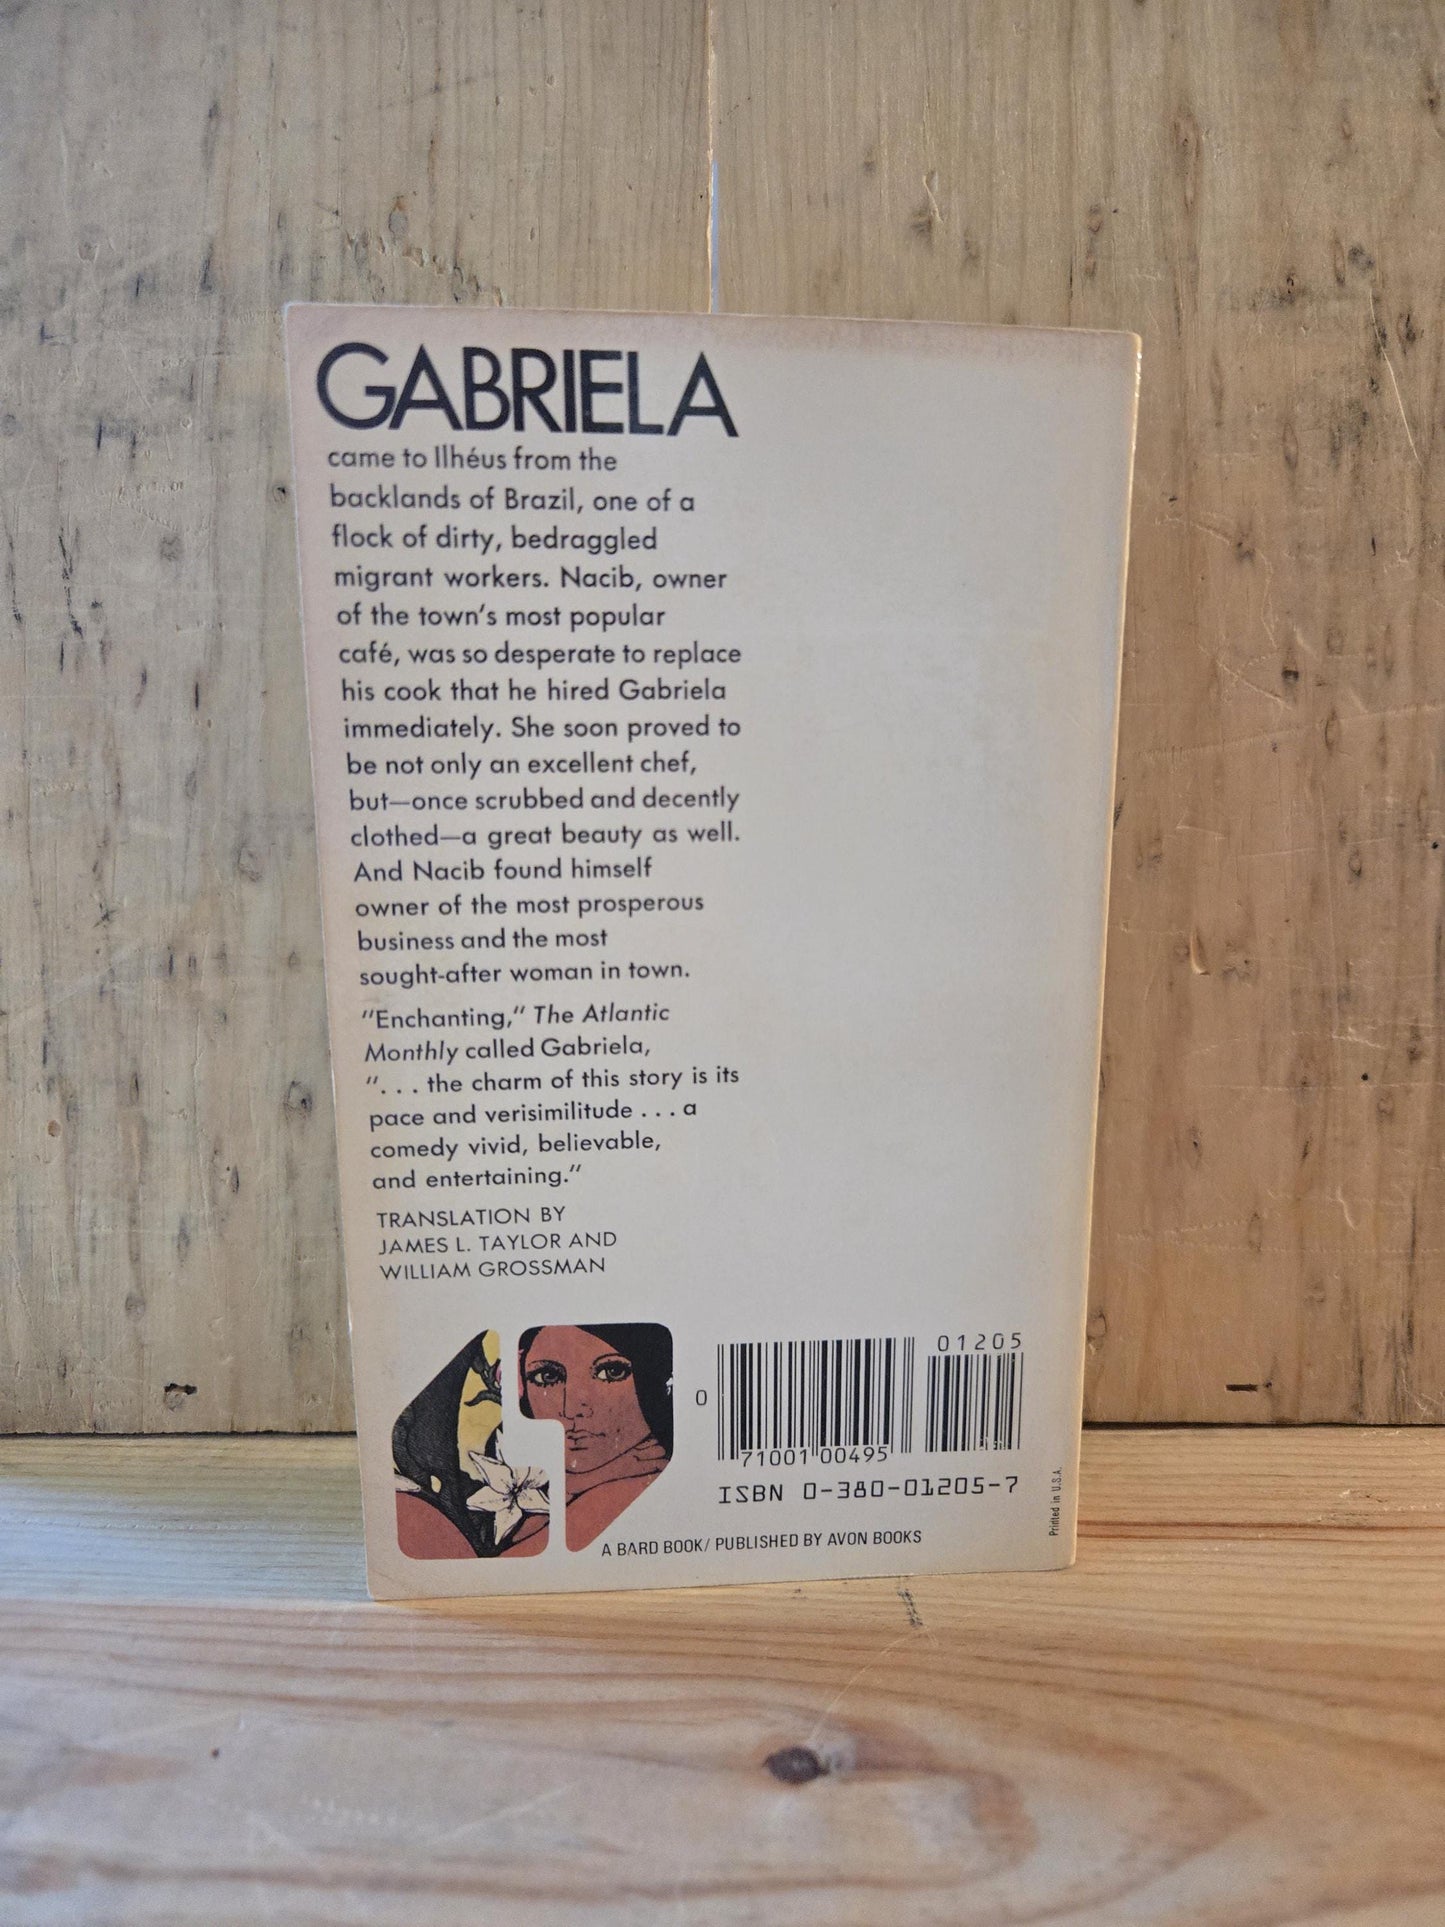 GABRIELA
came to Ilhéus from the
backlands of Brazil, one of a
flock of dirty, bedraggled
migrant workers. Nacib, owner
of the town's most popular
café, was so desperate to replace
his cook that he hired Gabriela
immediately. She soon proved to
be not only an excellent chef,
but—once scrubbed and decently
clothed—a great beauty as well.
And Nacib found himself
owner of the most prosperous
business and the most
sought-after woman in town.
"Enchanting," The Atlantic
Monthly called Gabriela,
". . . the charm of this story is its
pace and verisimilitude . . . a
comedy vivid, believable,
and entertaining."
TRANSLATION BY
JAMES L. TAYLOR AND
WILLIAM GROSSMAN
01205
0
71001 00495
ISBN 0-380-01205-7
Printed in U.S.A.
A BARD BOOK/ PUBLISHED BY AVON BOOKS